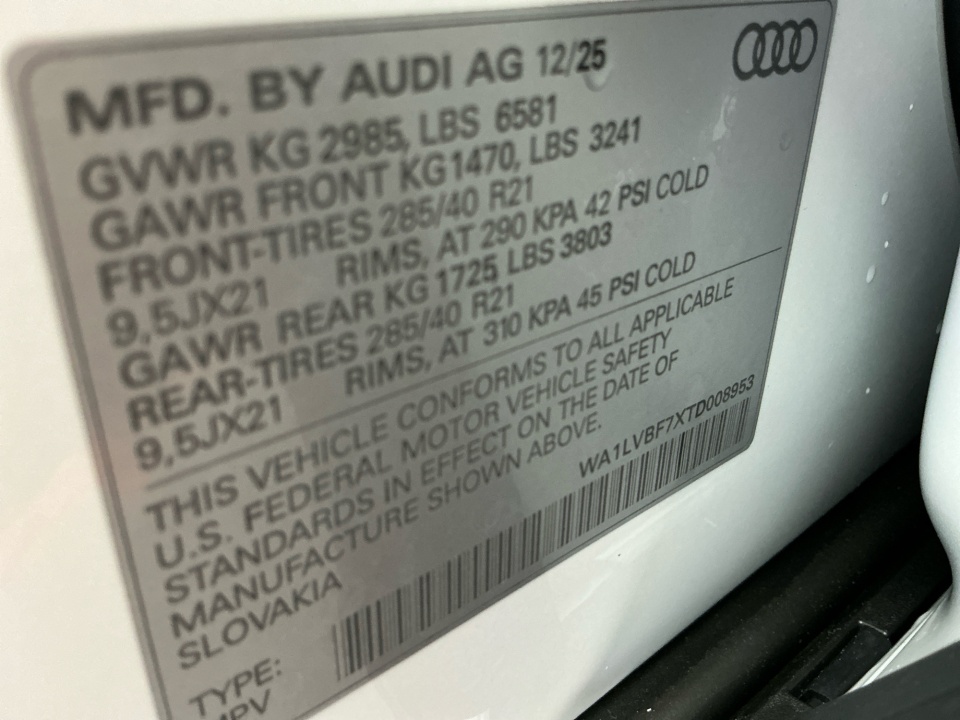 MFD. BY AUDI AG 12/25
GVWR KG 2985, LBS 6581
GAWR FRONT KG1470, LBS 3241
FRONT-TIRES 285/40 R21
9,5JX21 RIMS, AT 290 KPA 42 PSI COLD
GAWR REAR KG 1725 LBS 3803
REAR-TIRES 285/40 R21
9,5JX21 RIMS, AT 310 KPA 45 PSI COLD
THIS VEHICLE CONFORMS TO ALL APPLICABLE
U.S. FEDERAL MOTOR VEHICLE SAFETY
STANDARDS IN EFFECT ON THE DATE OF
MANUFACTURE SHOWN ABOVE.
SLOVAKIA
WA1LVBF7XTD008953
TYPE:
MPV